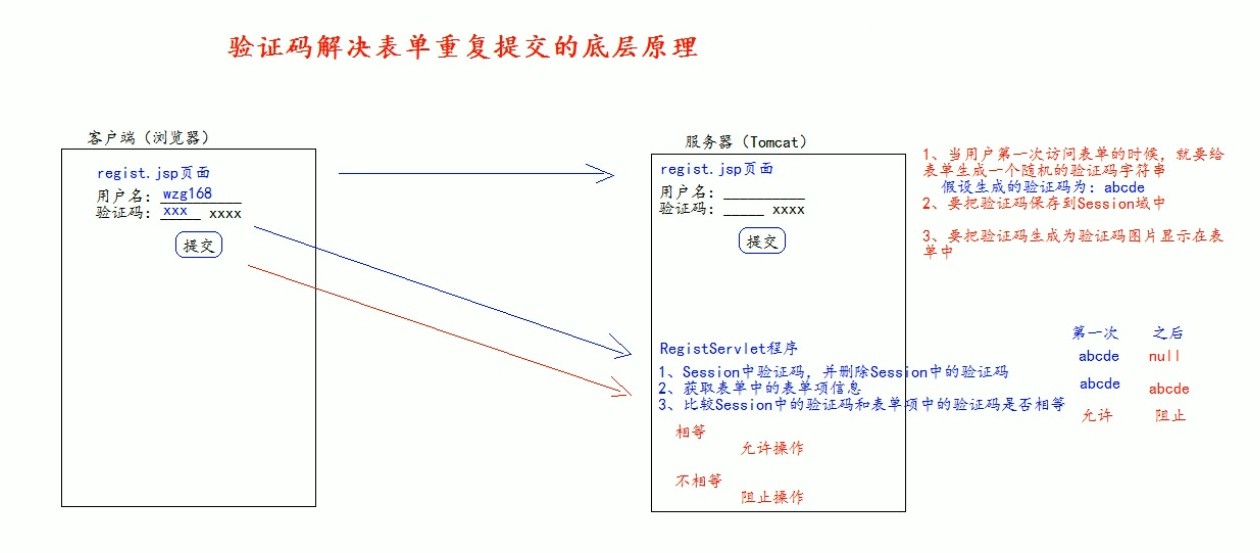 验证码解决表单重复提交的底层原理
客户端（浏览器）
regist.jsp页面
用户名: wzg168
验证码: xxx xxxx
提交
服务器（Tomcat）
regist.jsp页面
用户名:
验证码: xxxx
提交
1、当用户第一次访问表单的时候，就要给
表单生成一个随机的验证码字符串
假设生成的验证码为: abcde
2、要把验证码保存到Session域中
3、要把验证码生成为验证码图片显示在表
单中
RegistServlet程序
1、Session中验证码，并删除Session中的验证码
2、获取表单中的表单项信息
3、比较Session中的验证码和表单项中的验证码是否相等
相等
允许操作
不相等
阻止操作
第一次 之后
abcde null
abcde abcde
允许 阻止